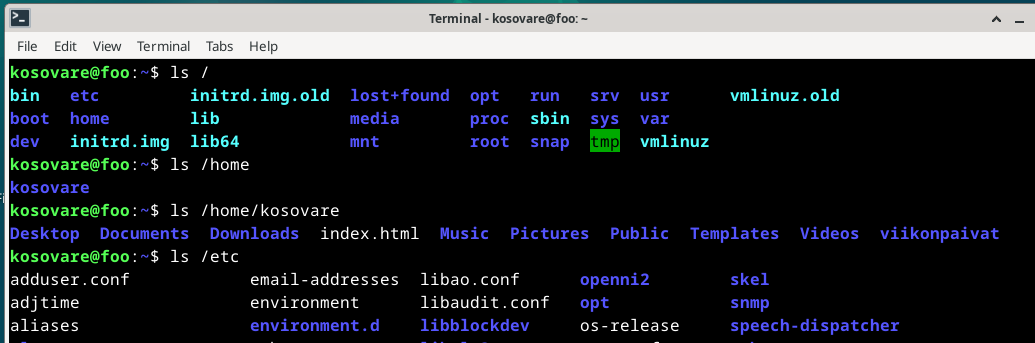 Terminal - kosovare@foo: ~
File Edit View Terminal Tabs Help
kosovare@foo:~$ ls /
bin etc initrd.img.old lost+found opt run srv usr vmlinuz.old
boot home lib media proc sbin sys var
dev initrd.img lib64 mnt root snap tmp vmlinuz
kosovare@foo:~$ ls /home
kosovare
kosovare@foo:~$ ls /home/kosovare
Desktop Documents Downloads index.html Music Pictures Public Templates Videos viikonpaivat
kosovare@foo:~$ ls /etc
adduser.conf email-addresses libao.conf openni2 skel
adjtime environment libaudit.conf opt snmp
aliases environment.d libblockdev os-release speech-dispatcher